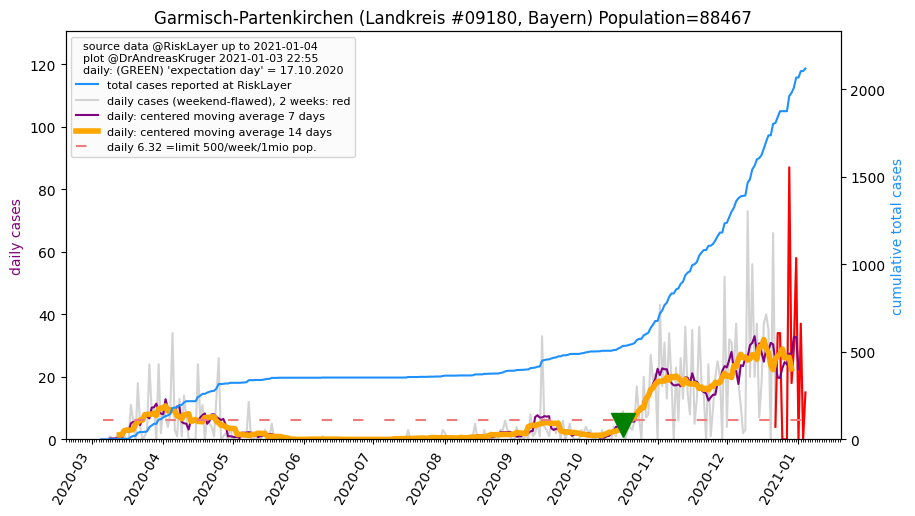 Garmisch-Partenkirchen (Landkreis #09180, Bayern) Population=88467
source data @RiskLayer up to 2021-01-04
plot @DrAndreasKruger 2021-01-03 22:55
daily: (GREEN) 'expectation day' = 17.10.2020
total cases reported at RiskLayer
daily cases (weekend-flawed), 2 weeks: red
daily: centered moving average 7 days
daily: centered moving average 14 days
daily 6.32 =limit 500/week/1mio pop.
daily cases
120
100
80
60
40
20
0
cumulative total cases
2000
1500
1000
500
0
2020-03
2020-04
2020-05
2020-06
2020-07
2020-08
2020-09
2020-10
2020-11
2020-12
2021-01